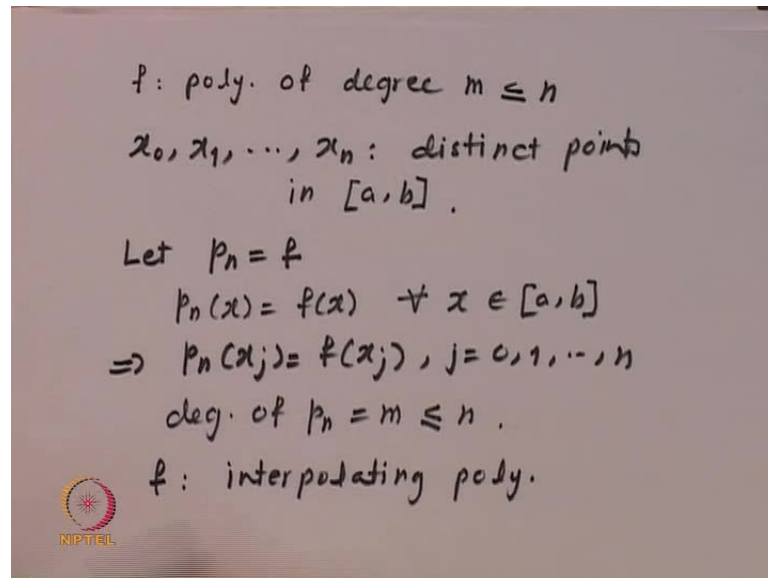 f: poly. of degree m ≤ n
x₀, x₁, ..., xₙ: distinct points
in [a, b].
Let pₙ = f
pₙ(x) = f(x) ∀ x ∈ [a, b]
=> pₙ(xⱼ) = f(xⱼ), j = 0, 1, .., n
deg. of pₙ = m ≤ n.
f: interpolating poly.
NPTEL